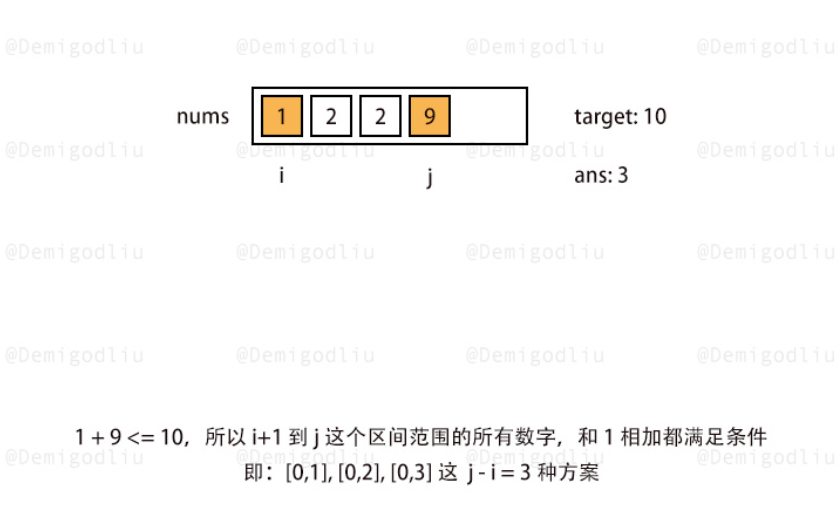 @Demigodliu @Demigodliu @Demigodliu @Demigodliu
nums 1 2 2 9 target: 10
@Demigodliu @Demigodliu @Demigodliu @Demigodliu
i j ans: 3
@Demigodliu @Demigodliu @Demigodliu @Demigodliu
@Demigodliu @Demigodliu @Demigodliu @Demigodliu
1 + 9 <= 10，所以 i+1 到 j 这个区间范围的所有数字，和 1 相加都满足条件
@Demigodliu @Demigodliu @Demigodliu @Demigodliu
即：[0,1], [0,2], [0,3] 这 j - i = 3 种方案